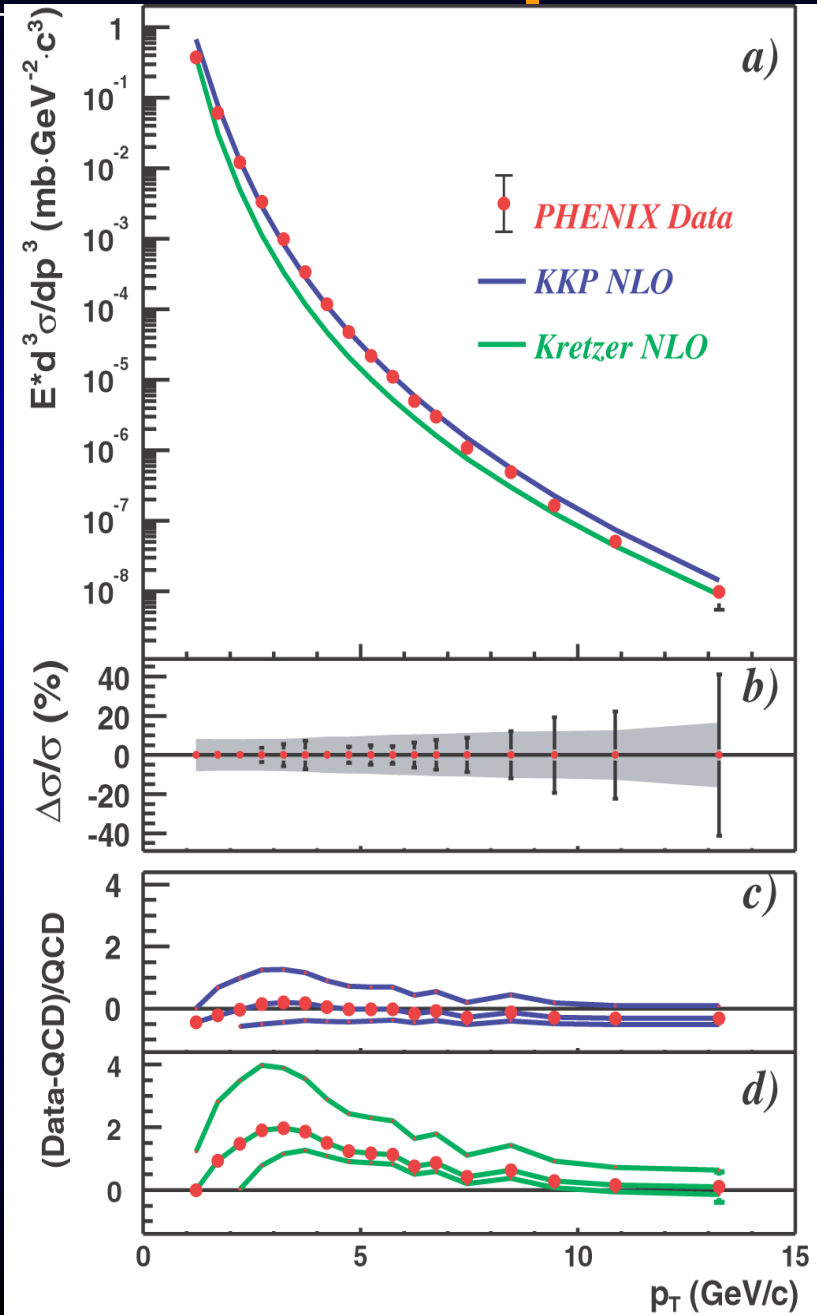 a)
E*d³σ/dp³ (mb·GeV⁻²·c³)
1
10⁻¹
10⁻²
10⁻³
10⁻⁴
10⁻⁵
10⁻⁶
10⁻⁷
10⁻⁸
PHENIX Data
KKP NLO
Kretzer NLO
b)
Δσ/σ (%)
40
20
0
-20
-40
c)
(Data-QCD)/QCD
4
2
0
d)
4
2
0
0 5 10 15
p_T (GeV/c)